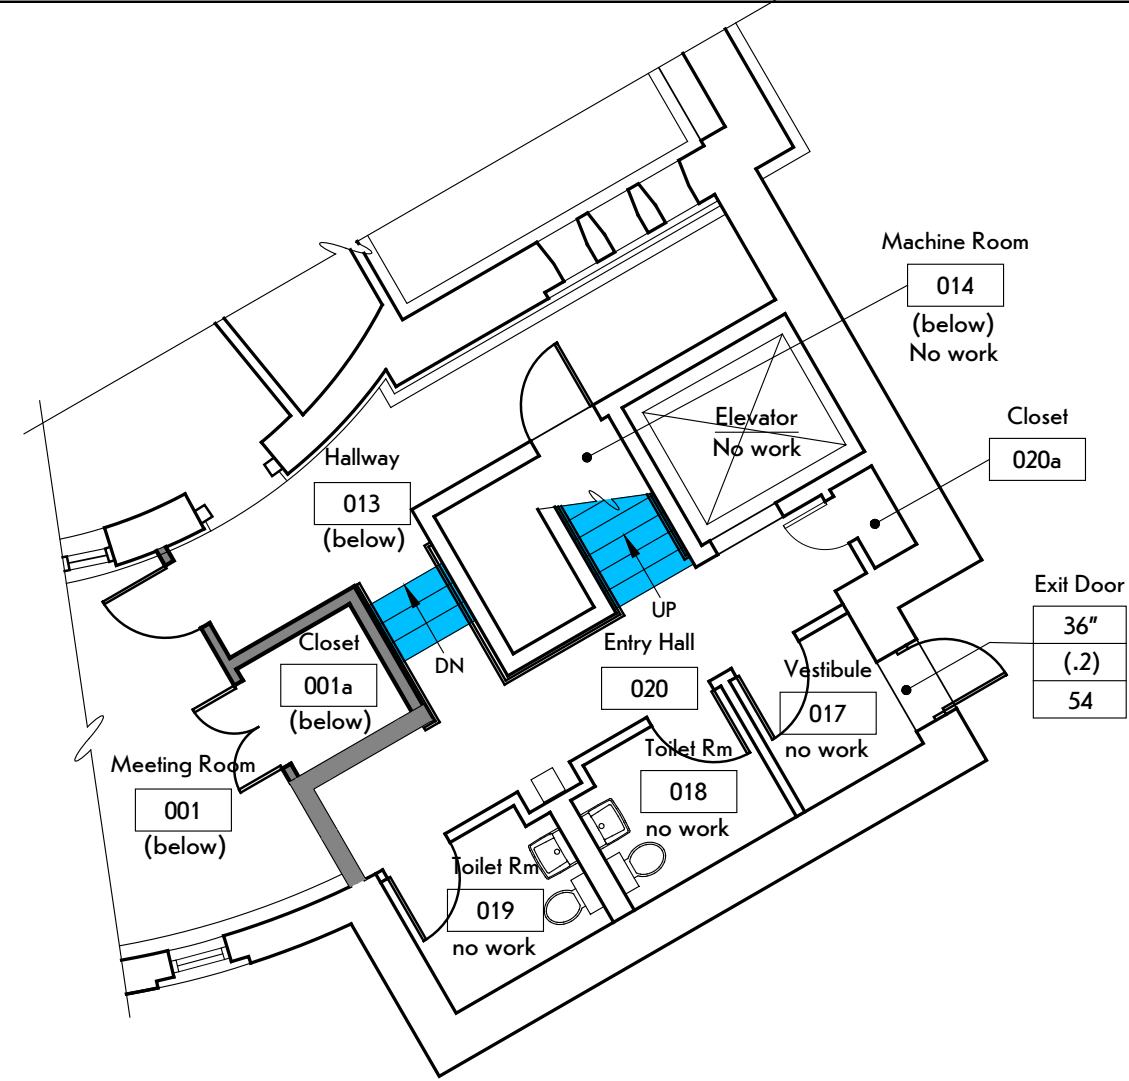 Machine Room
014
(below)
No work
Elevator
No work
Closet
020a
Hallway
013
(below)
UP
DN
Exit Door
36"
(.2)
54
Closet
001a
(below)
Entry Hall
020
Vestibule
017
no work
Meeting Room
001
(below)
Toilet Rm
018
no work
Toilet Rm
019
no work